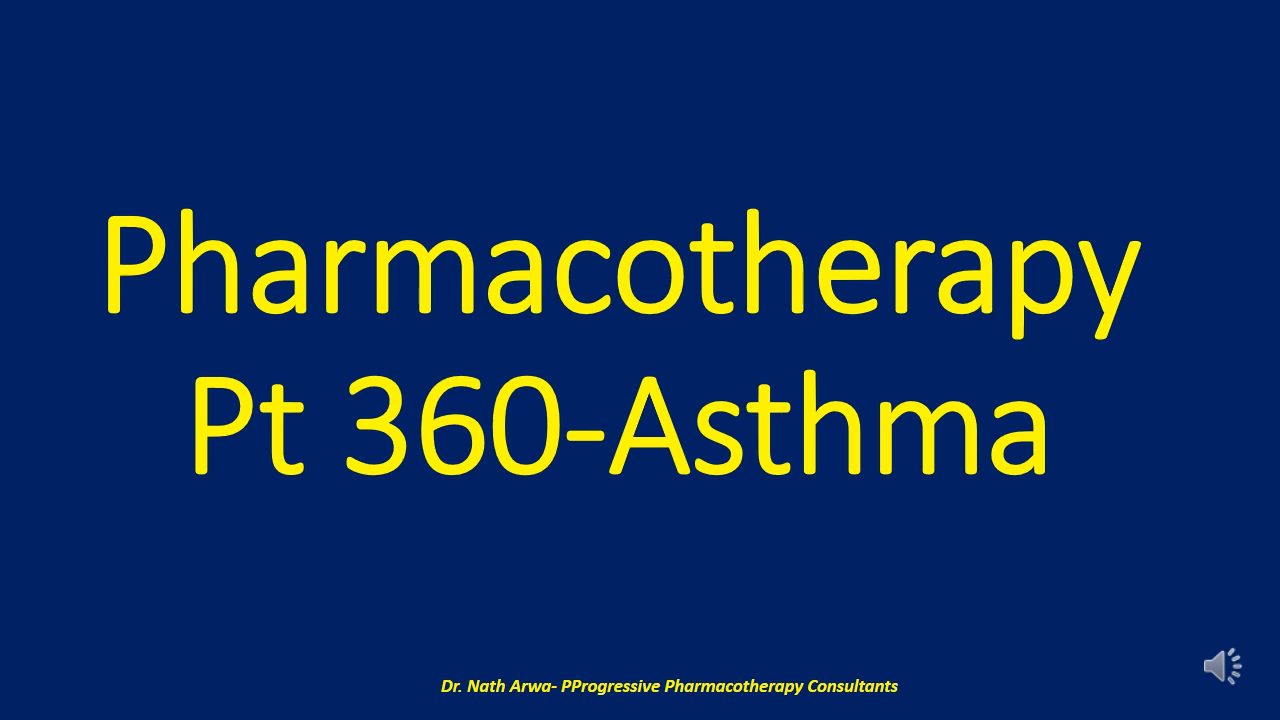 Pharmacotherapy
Pt 360-Asthma
Dr. Nath Arwa- PProgressive Pharmacotherapy Consultants